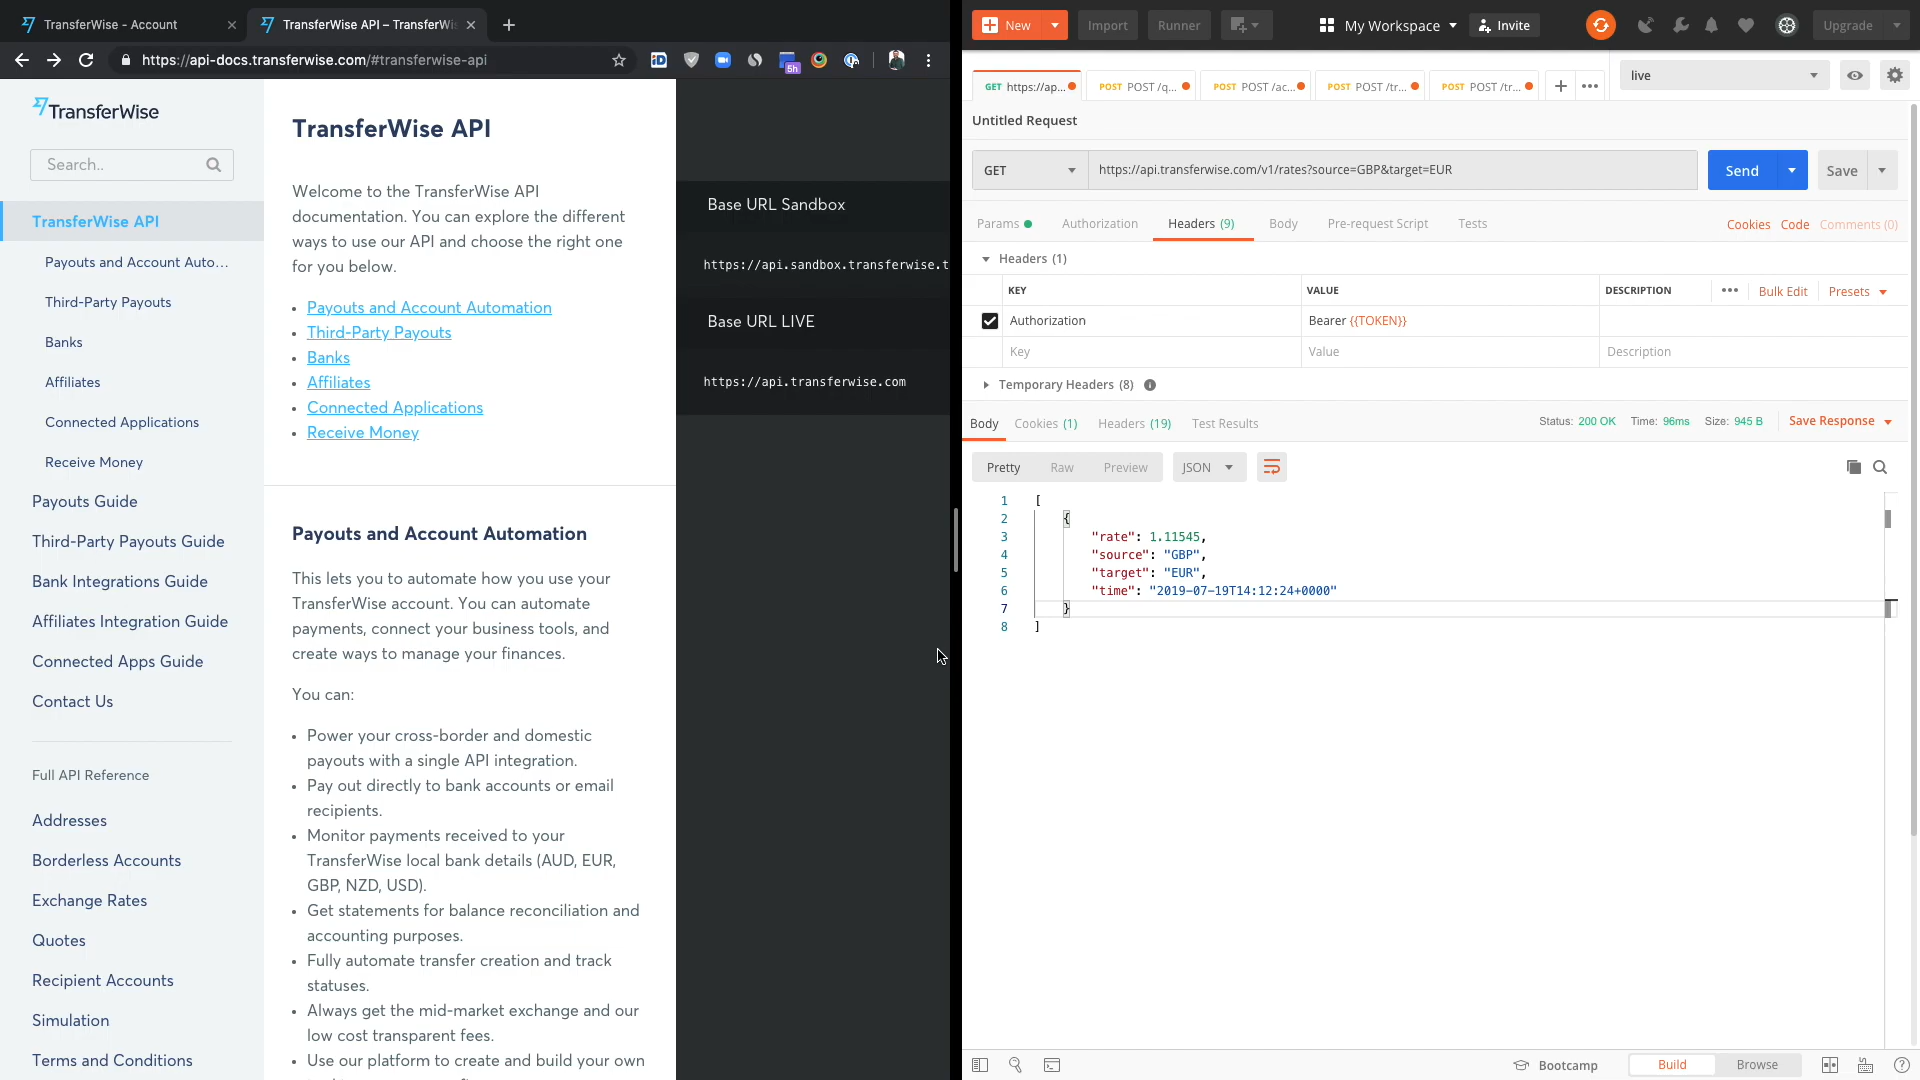 TransferWise - Account
TransferWise API – TransferWis
https://api-docs.transferwise.com/#transferwise-api
5h
TransferWise
Search..
TransferWise API
Payouts and Account Auto…
Third-Party Payouts
Banks
Affiliates
Connected Applications
Receive Money
Payouts Guide
Third-Party Payouts Guide
Bank Integrations Guide
Affiliates Integration Guide
Connected Apps Guide
Contact Us
Full API Reference
Addresses
Borderless Accounts
Exchange Rates
Quotes
Recipient Accounts
Simulation
Terms and Conditions
TransferWise API
Welcome to the TransferWise API
documentation. You can explore the different
ways to use our API and choose the right one
for you below.
• Payouts and Account Automation
• Third-Party Payouts
• Banks
• Affiliates
• Connected Applications
• Receive Money
Payouts and Account Automation
This lets you to automate how you use your
TransferWise account. You can automate
payments, connect your business tools, and
create ways to manage your finances.
You can:
• Power your cross-border and domestic
payouts with a single API integration.
• Pay out directly to bank accounts or email
recipients.
• Monitor payments received to your
TransferWise local bank details (AUD, EUR,
GBP, NZD, USD).
• Get statements for balance reconciliation and
accounting purposes.
• Fully automate transfer creation and track
statuses.
• Always get the mid-market exchange and our
low cost transparent fees.
• Use our platform to create and build your own
Base URL Sandbox
https://api.sandbox.transferwise.t
Base URL LIVE
https://api.transferwise.com
New
Import
Runner
My Workspace
Invite
Upgrade
GET https://ap...
POST POST /q...
POST POST /ac...
POST POST /tr...
POST POST /tr...
live
Untitled Request
GET
https://api.transferwise.com/v1/rates?source=GBP&target=EUR
Send
Save
Params
Authorization
Headers (9)
Body
Pre-request Script
Tests
Cookies
Code
Comments (0)
Headers (1)
KEY
VALUE
DESCRIPTION
Bulk Edit
Presets
Authorization
Bearer {{TOKEN}}
Key
Value
Description
Temporary Headers (8)
Body
Cookies (1)
Headers (19)
Test Results
Status: 200 OK
Time: 96ms
Size: 945 B
Save Response
Pretty
Raw
Preview
JSON
1 [
2 {
3 "rate": 1.11545,
4 "source": "GBP",
5 "target": "EUR",
6 "time": "2019-07-19T14:12:24+0000"
7 }
8 ]
Bootcamp
Build
Browse